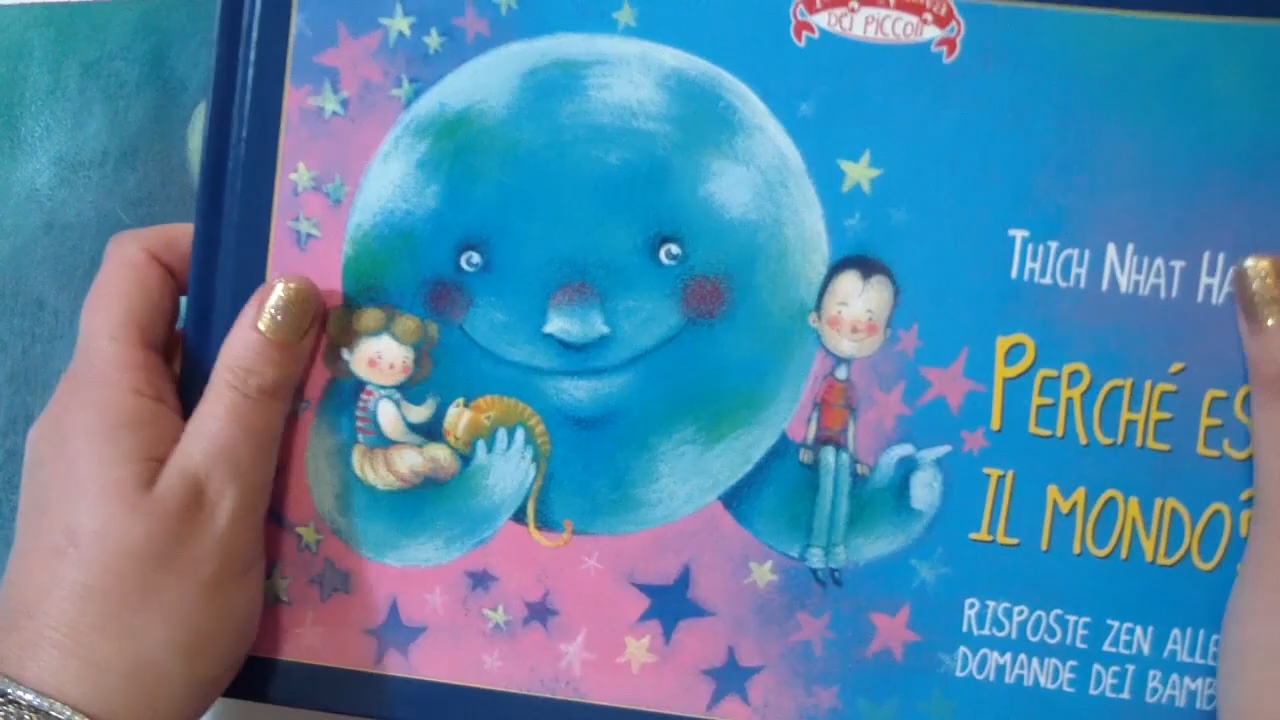 DEI PICCOLI
THICH NHAT HA
PERCHÉ ES
IL MONDO?
RISPOSTE ZEN ALLE
DOMANDE DEI BAMB